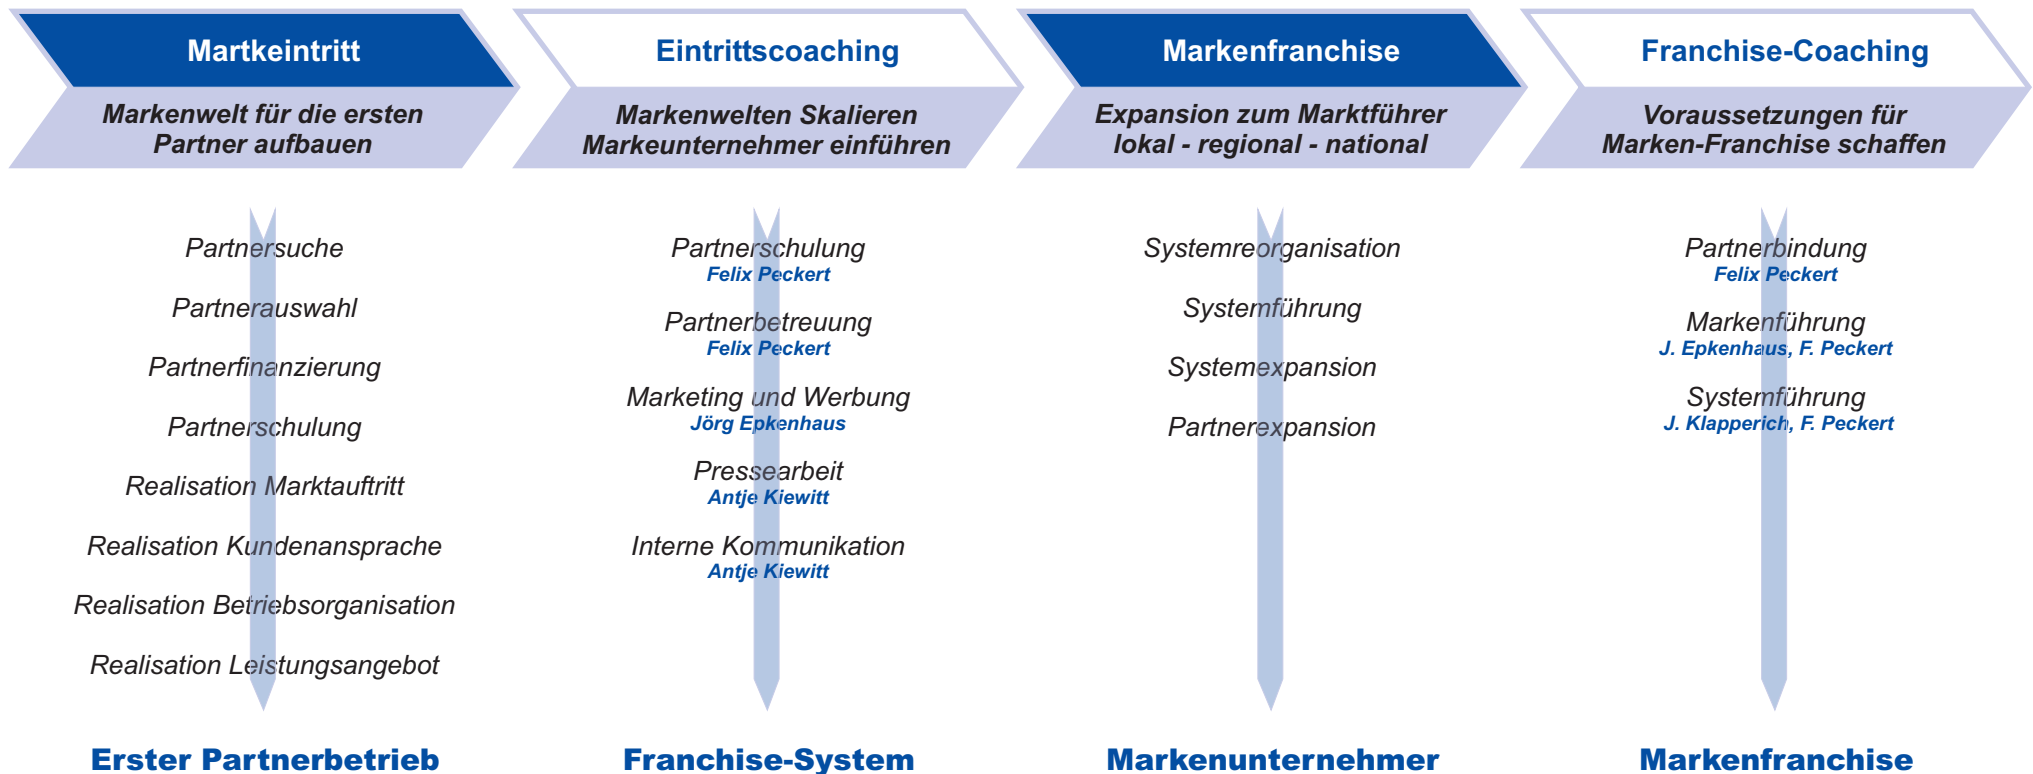 Martkeintritt
Markenwelt für die ersten
Partner aufbauen
Partnersuche
Partnerauswahl
Partnerfinanzierung
Partnerschulung
Realisation Marktauftritt
Realisation Kundenansprache
Realisation Betriebsorganisation
Realisation Leistungsangebot
Erster Partnerbetrieb
Eintrittscoaching
Markenwelten Skalieren
Markeunternehmer einführen
Partnerschulung
Felix Peckert
Partnerbetreuung
Felix Peckert
Marketing und Werbung
Jörg Epkenhaus
Pressearbeit
Antje Kiewitt
Interne Kommunikation
Antje Kiewitt
Franchise-System
Markenfranchise
Expansion zum Marktführer
lokal - regional - national
Systemreorganisation
Systemführung
Systemexpansion
Partnerexpansion
Markenunternehmer
Franchise-Coaching
Voraussetzungen für
Marken-Franchise schaffen
Partnerbindung
Felix Peckert
Markenführung
J. Epkenhaus, F. Peckert
Systemführung
J. Klapperich, F. Peckert
Markenfranchise